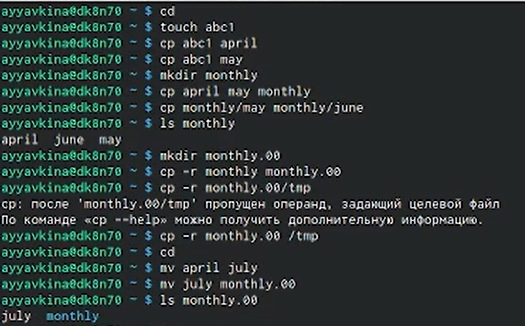 ayyavkina@dk8n70 ~ $ cd
ayyavkina@dk8n70 ~ $ touch abc1
ayyavkina@dk8n70 ~ $ cp abc1 april
ayyavkina@dk8n70 ~ $ cp abc1 may
ayyavkina@dk8n70 ~ $ mkdir monthly
ayyavkina@dk8n70 ~ $ cp april may monthly
ayyavkina@dk8n70 ~ $ cp monthly/may monthly/june
ayyavkina@dk8n70 ~ $ ls monthly
april june may
ayyavkina@dk8n70 ~ $ mkdir monthly.00
ayyavkina@dk8n70 ~ $ cp -r monthly monthly.00
ayyavkina@dk8n70 ~ $ cp -r monthly.00/tmp
cp: после 'monthly.00/tmp' пропущен операнд, задающий целевой файл
По команде «cp --help» можно получить дополнительную информацию.
ayyavkina@dk8n70 ~ $ cp -r monthly.00 /tmp
ayyavkina@dk8n70 ~ $ cd
ayyavkina@dk8n70 ~ $ mv april july
ayyavkina@dk8n70 ~ $ mv july monthly.00
ayyavkina@dk8n70 ~ $ ls monthly.00
july monthly